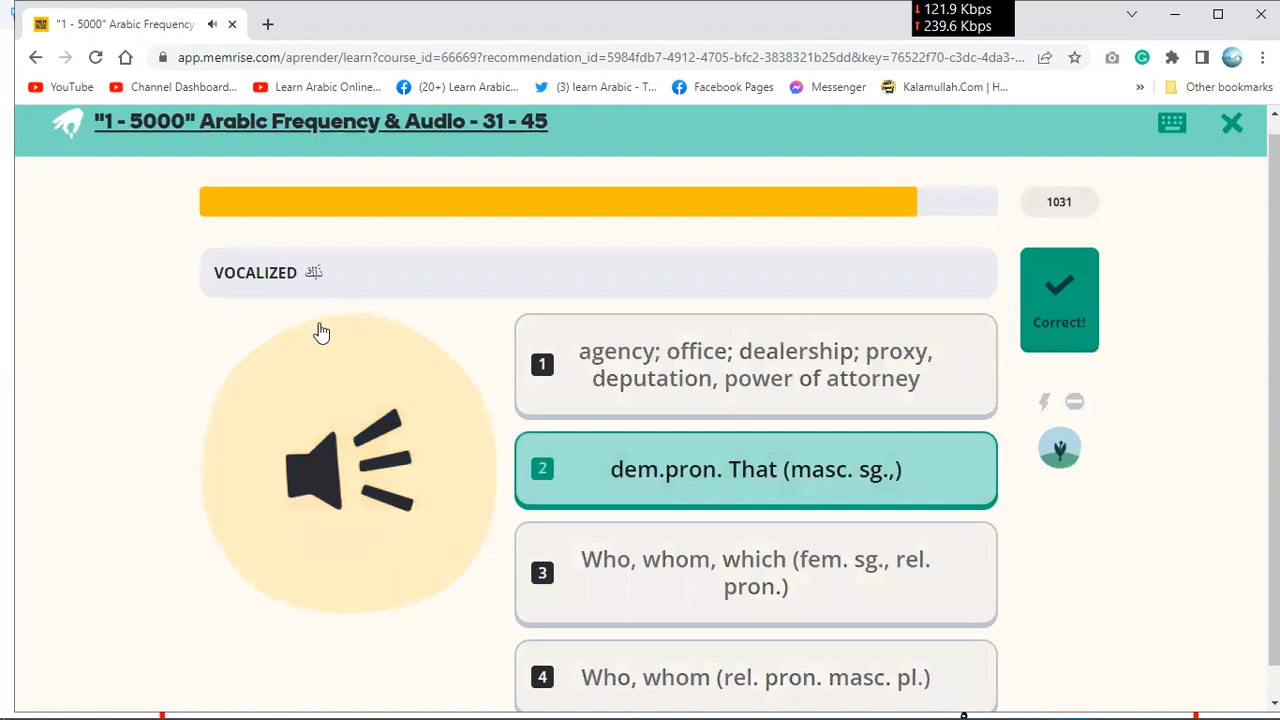 ↓ 121.9 Kbps
↑ 239.6 Kbps
"1 - 5000" Arabic Frequency
app.memrise.com/aprender/learn?course_id=66669?recommendation_id=5984fdb7-4912-4705-bfc2-3838321b25dd&key=76522f70-c3dc-4da3-...
YouTube
Channel Dashboard...
Learn Arabic Online...
(20+) Learn Arabic...
(3) learn Arabic - T...
Facebook Pages
Messenger
Kalamullah.Com | H...
»
Other bookmarks
"1 - 5000" Arabic Frequency & Audio - 31 - 45
1031
VOCALIZED ذَلِكَ
Correct!
1
agency; office; dealership; proxy,
deputation, power of attorney
2
dem.pron. That (masc. sg.,)
3
Who, whom, which (fem. sg., rel.
pron.)
4
Who, whom (rel. pron. masc. pl.)